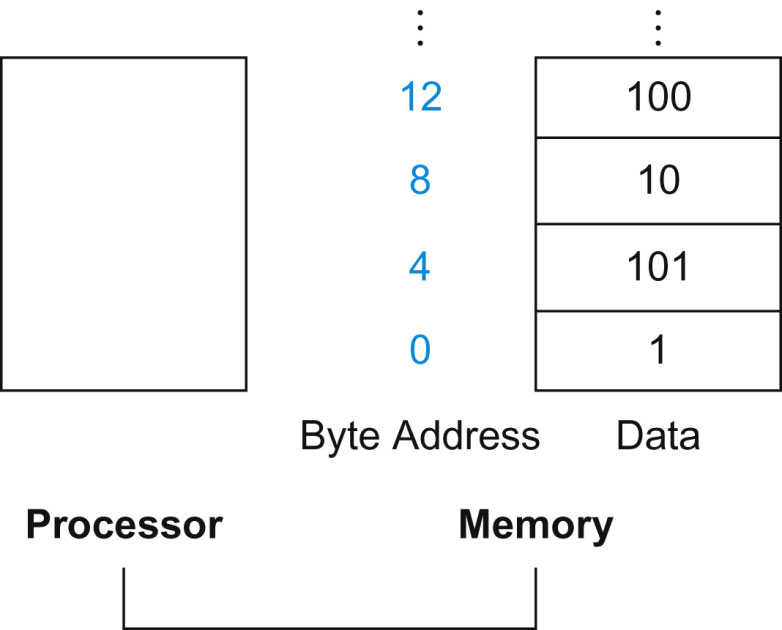 12 100
8 10
4 101
0 1
Byte Address Data
Processor Memory